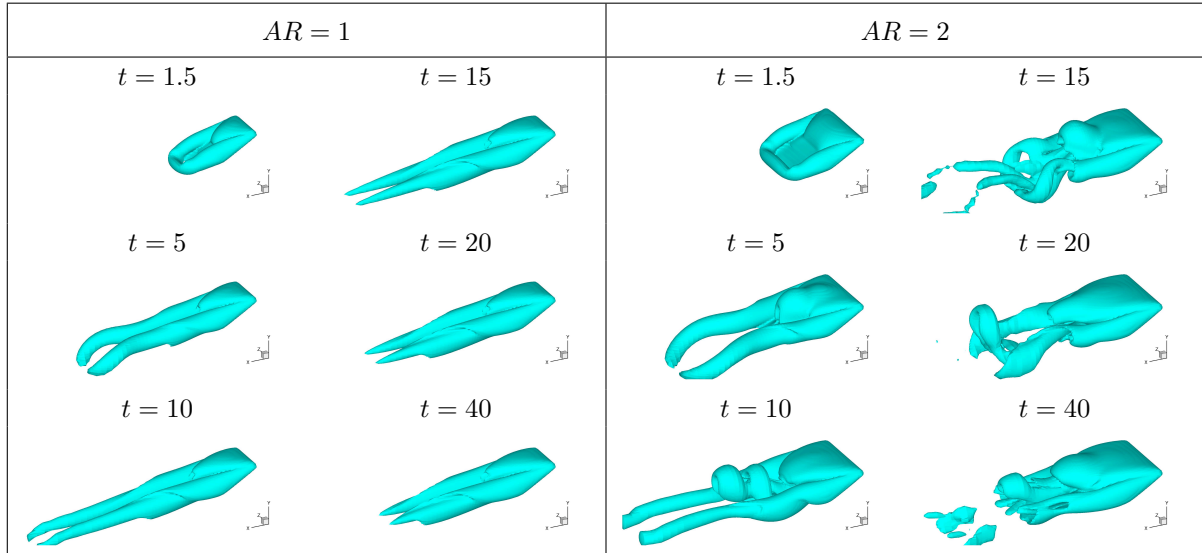 AR = 1
AR = 2
t = 1.5
t = 15
t = 1.5
t = 15
X Y Z
X Y Z
X Y Z
X Y Z
t = 5
t = 20
t = 5
t = 20
X Y Z
X Y Z
X Y Z
X Y Z
t = 10
t = 40
t = 10
t = 40
X Y Z
X Y Z
X Y Z
X Y Z